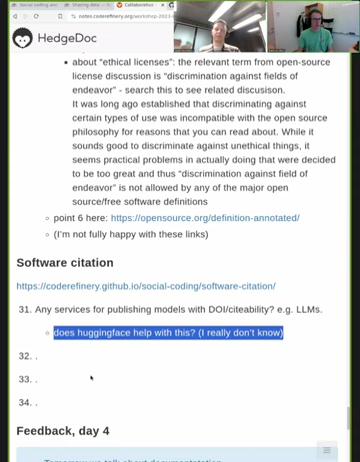 Social coding and
Sharing data
Collaborative
notes.coderefinery.org/workshop-2023-
HedgeDoc
about “ethical licenses”: the relevant term from open-source
license discussion is “discrimination against fields of
endeavor” - search this to see related discusison.
It was long ago established that discriminating against
certain types of use was incompatible with the open source
philosophy for reasons that you can read about. While it
sounds good to discriminate against unethical things, it
seems practical problems in actually doing that were decided
to be too great and thus “discrimination against field of
endeavor” is not allowed by any of the major open
source/free software definitions
point 6 here: https://opensource.org/definition-annotated/
(I'm not fully happy with these links)
Software citation
https://coderefinery.github.io/social-coding/software-citation/
31. Any services for publishing models with DOI/citeability? e.g. LLMs.
does huggingface help with this? (I really don't know)
32. .
33. .
34. .
Feedback, day 4